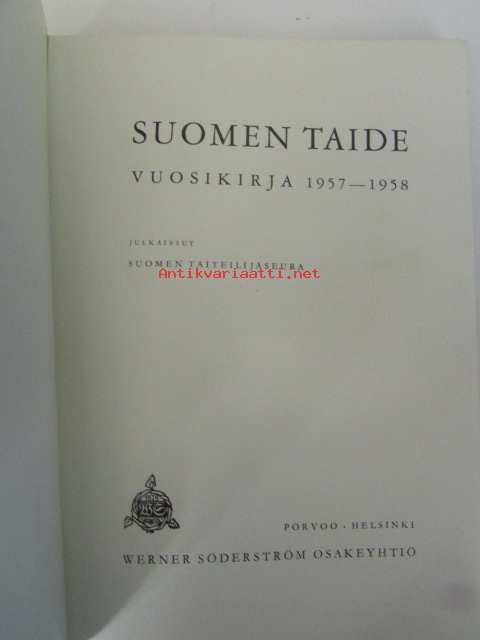 SUOMEN TAIDE
VUOSIKIRJA 1957—1958
JULKAISSUT
SUOMEN TAITEILIJASEURA
Antikvariaatti.net
PORVOO · HELSINKI
WERNER SÖDERSTRÖM OSAKEYHTIÖ